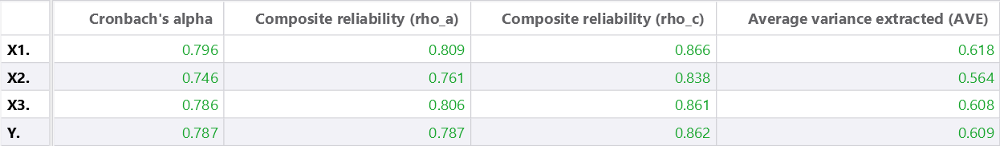 Cronbach's alpha Composite reliability (rho_a) Composite reliability (rho_c) Average variance extracted (AVE)
X1. 0.796 0.809 0.866 0.618
X2. 0.746 0.761 0.838 0.564
X3. 0.786 0.806 0.861 0.608
Y. 0.787 0.787 0.862 0.609